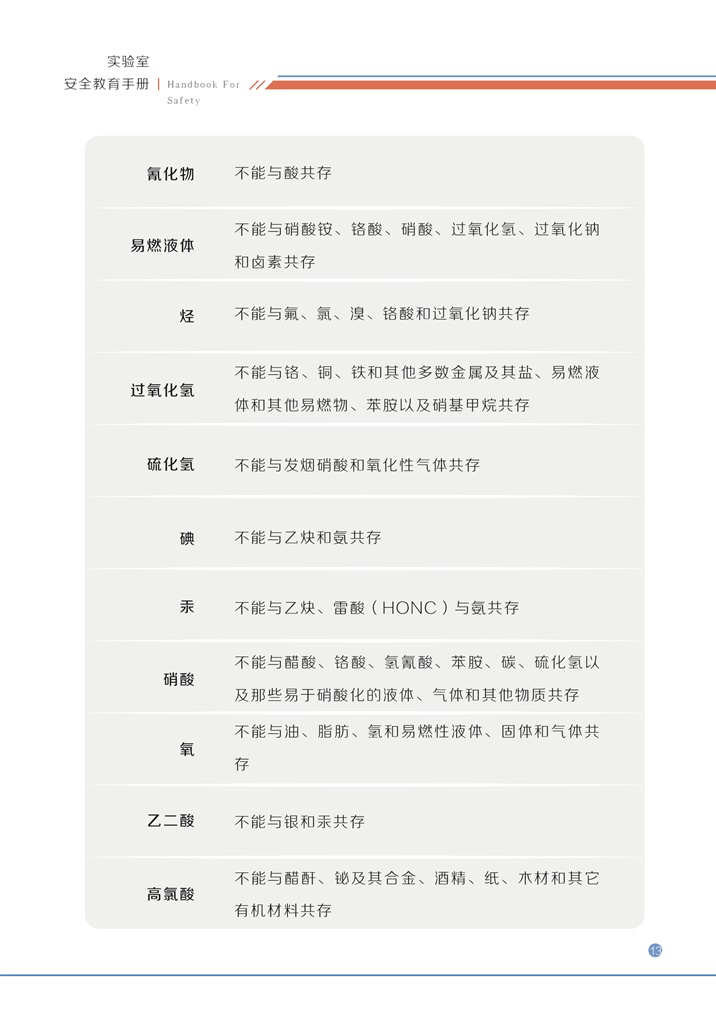 实验室
安全教育手册 | Handbook For
Safety
氰化物 不能与酸共存
易燃液体 不能与硝酸铵、铬酸、硝酸、过氧化氢、过氧化钠
和卤素共存
烃 不能与氟、氯、溴、铬酸和过氧化钠共存
过氧化氢 不能与铬、铜、铁和其他多数金属及其盐、易燃液
体和其他易燃物、苯胺以及硝基甲烷共存
硫化氢 不能与发烟硝酸和氧化性气体共存
碘 不能与乙炔和氨共存
汞 不能与乙炔、雷酸（HONC）与氨共存
硝酸 不能与醋酸、铬酸、氢氰酸、苯胺、碳、硫化氢以
及那些易于硝酸化的液体、气体和其他物质共存
氧 不能与油、脂肪、氢和易燃性液体、固体和气体共
存
乙二酸 不能与银和汞共存
高氯酸 不能与醋酐、铋及其合金、酒精、纸、木材和其它
有机材料共存
13